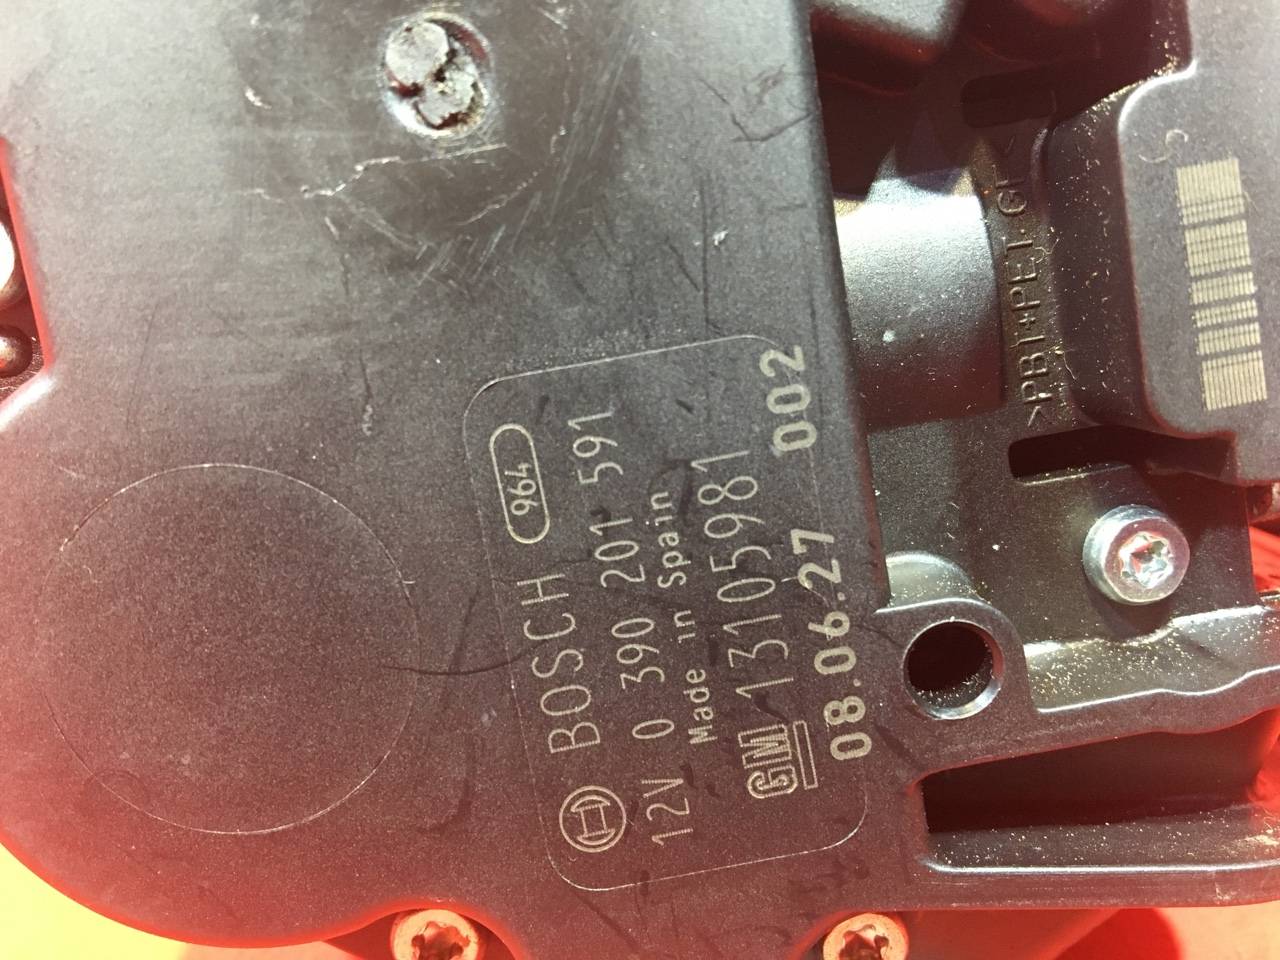 964
BOSCH
12V 0 390 201 591
Made in Spain
GM 13105981
08.06.27 002
>PBT+PET-GF